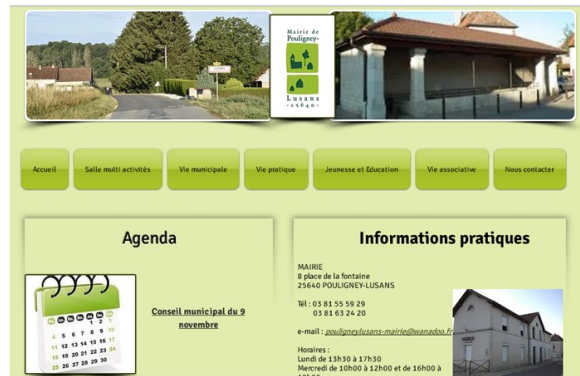 Mairie de
Pouligney-
Lusans
- 25640 -
Accueil
Salle multi activités
Vie municipale
Vie pratique
Jeunesse et Education
Vie associative
Nous contacter
Agenda
Conseil municipal du 9
novembre
Informations pratiques
MAIRIE
8 place de la fontaine
25640 POULIGNEY-LUSANS
Tél : 03 81 55 59 29
03 81 63 24 20
e-mail : pouligneylusans-mairie@wanadoo.fr
Horaires :
Lundi de 13h30 à 17h30
Mercredi de 10h00 à 12h00 et de 16h00 à